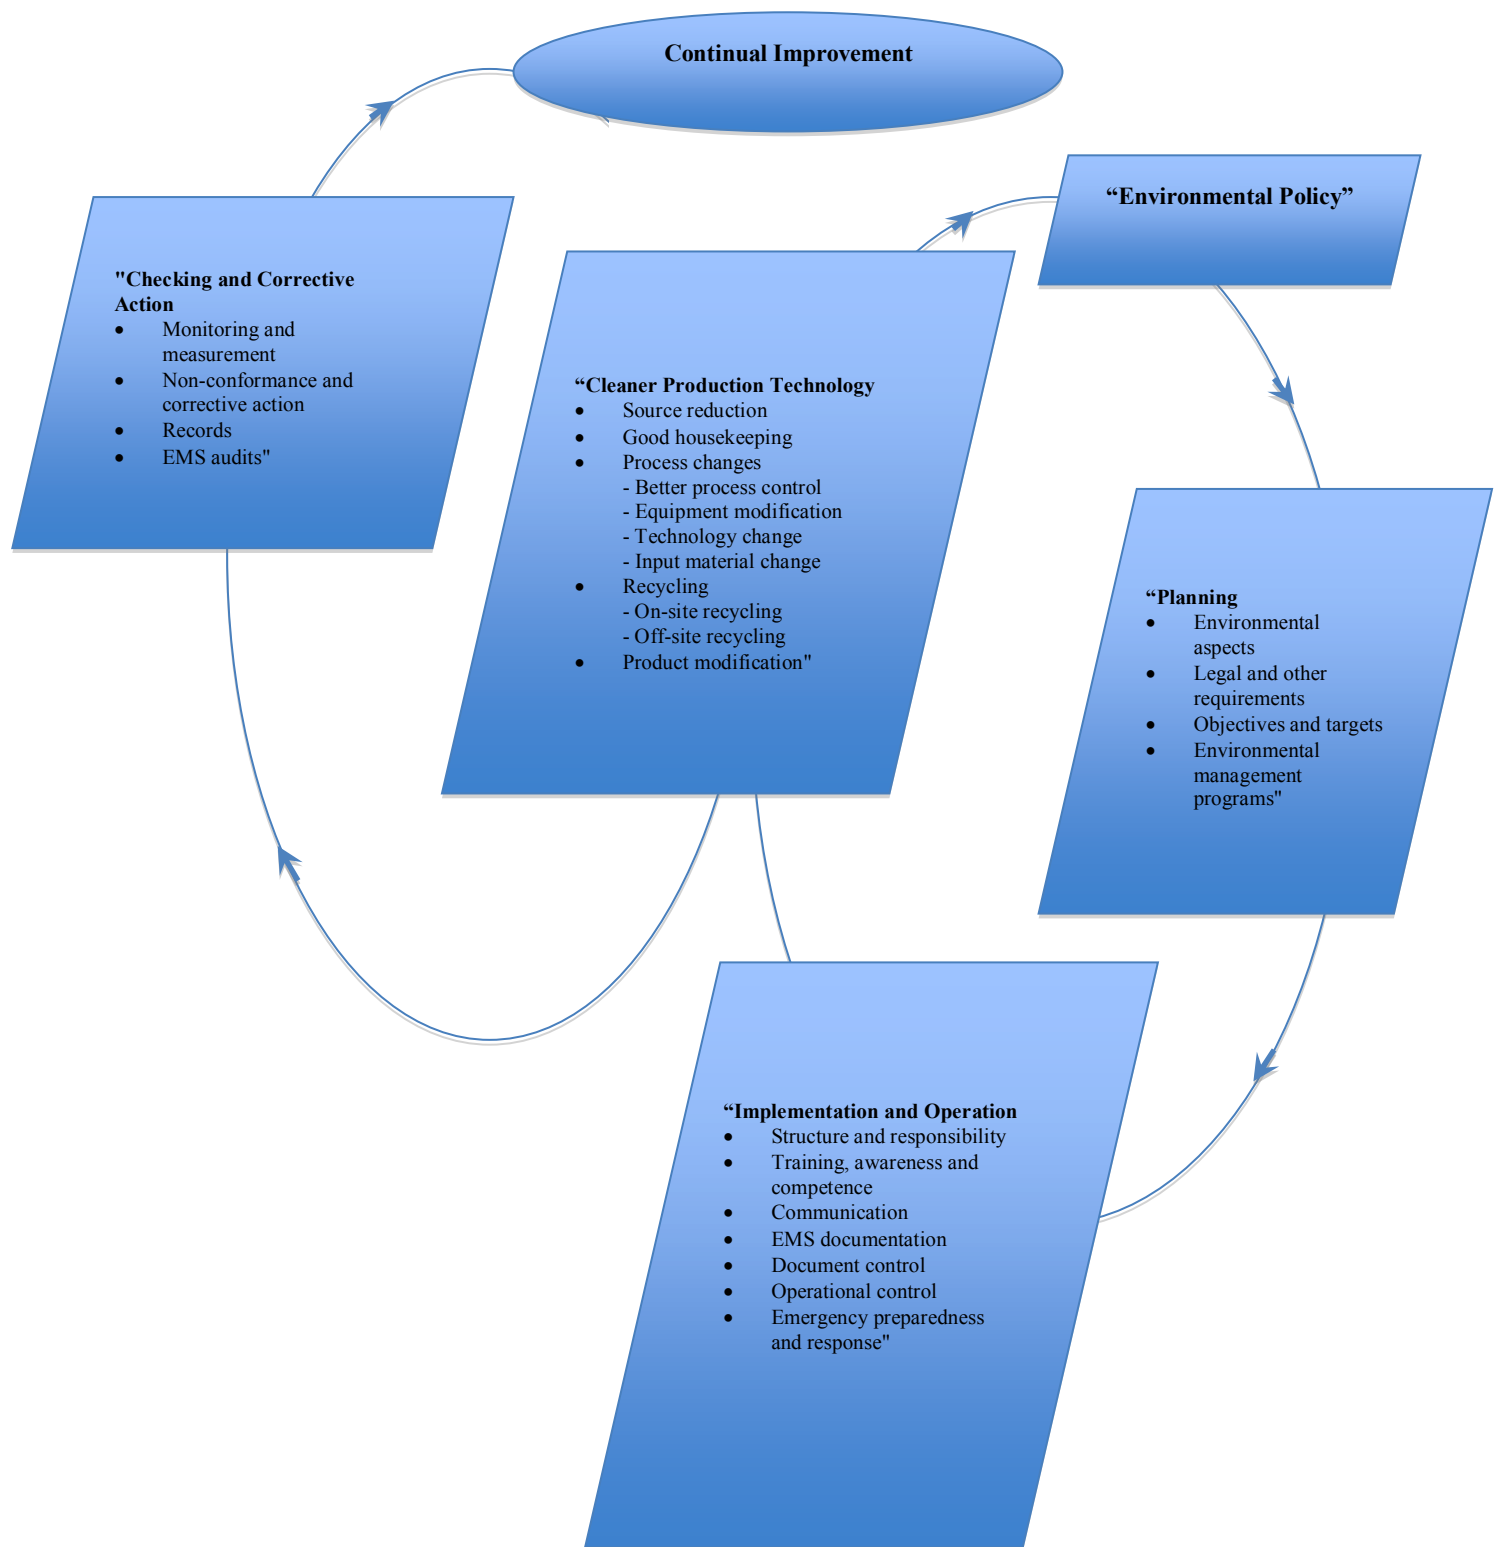 Continual Improvement
“Environmental Policy”
"Checking and Corrective
Action
• Monitoring and
measurement
• Non-conformance and
corrective action
• Records
• EMS audits"
“Cleaner Production Technology
• Source reduction
• Good housekeeping
• Process changes
- Better process control
- Equipment modification
- Technology change
- Input material change
• Recycling
- On-site recycling
- Off-site recycling
• Product modification"
“Planning
• Environmental
aspects
• Legal and other
requirements
• Objectives and targets
• Environmental
management
programs"
“Implementation and Operation
• Structure and responsibility
• Training, awareness and
competence
• Communication
• EMS documentation
• Document control
• Operational control
• Emergency preparedness
and response"